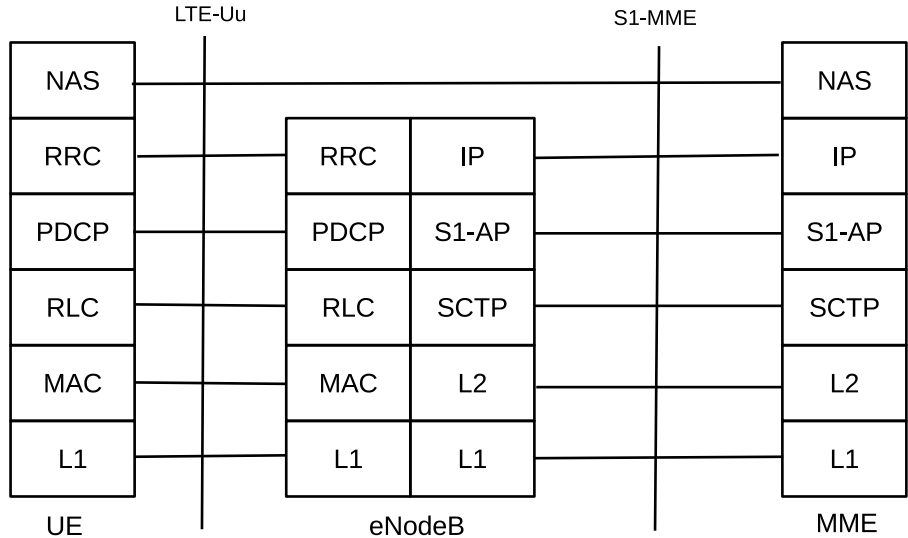 LTE-Uu
S1-MME
NAS NAS
RRC RRC IP IP
PDCP PDCP S1-AP S1-AP
RLC RLC SCTP SCTP
MAC MAC L2 L2
L1 L1 L1 L1
UE eNodeB MME